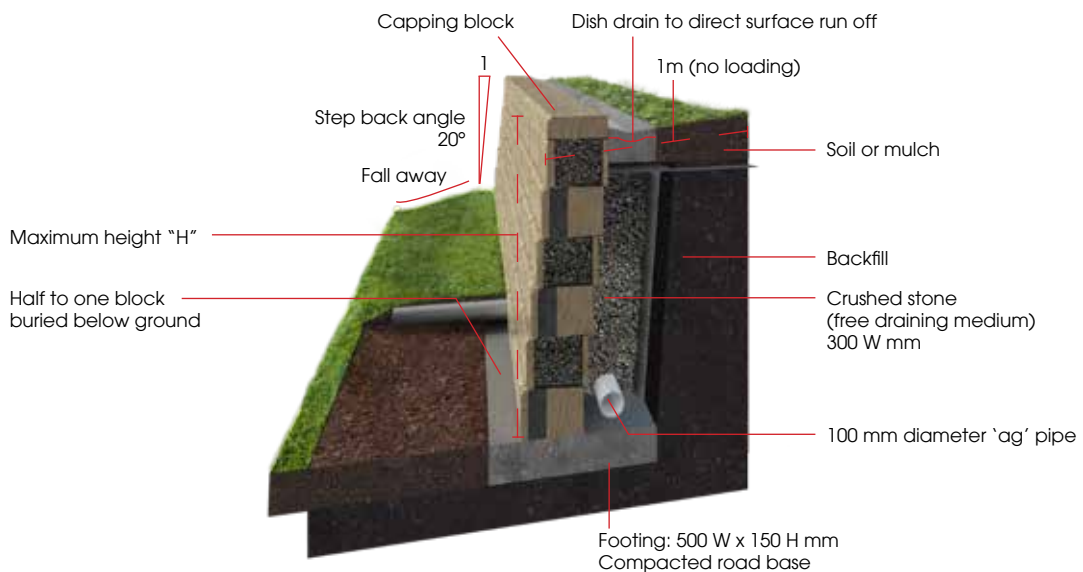 Capping block
Dish drain to direct surface run off
1
1m (no loading)
Step back angle
20°
Soil or mulch
Fall away
Maximum height “H”
Backfill
Half to one block
buried below ground
Crushed stone
(free draining medium)
300 W mm
100 mm diameter ‘ag’ pipe
Footing: 500 W x 150 H mm
Compacted road base